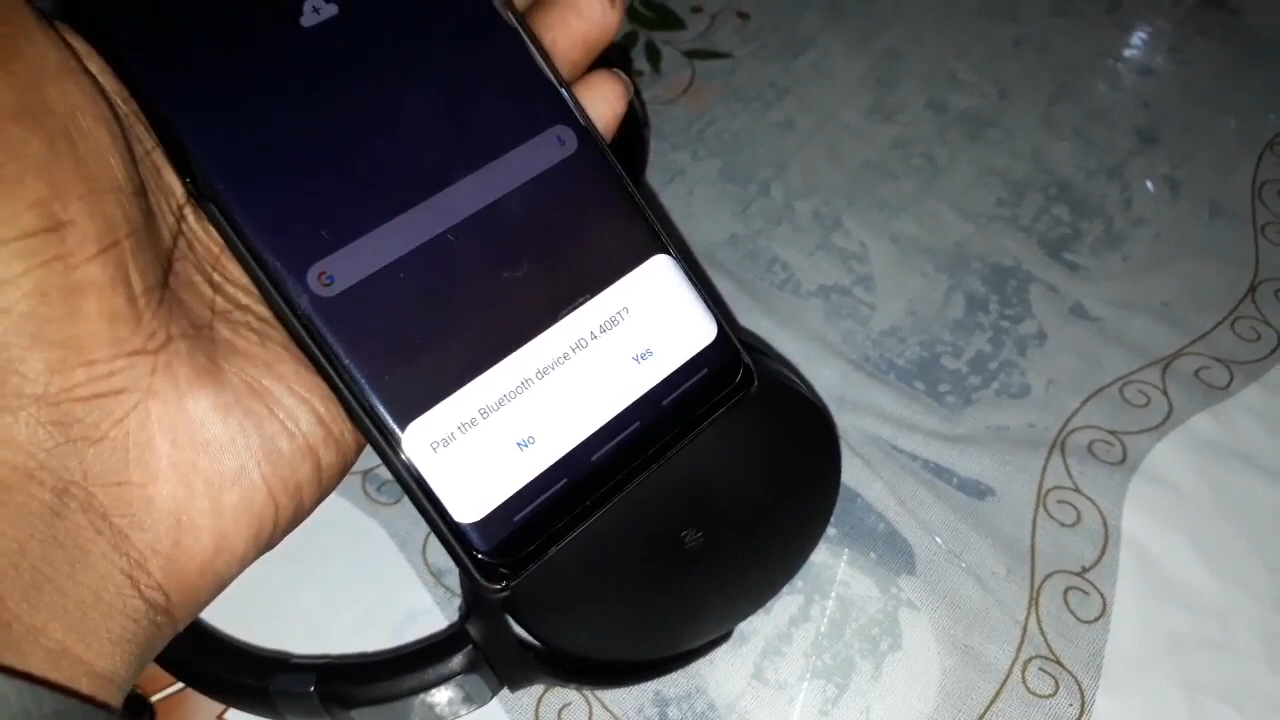 G
Pair the Bluetooth device HD 4.40BT?
No
Yes